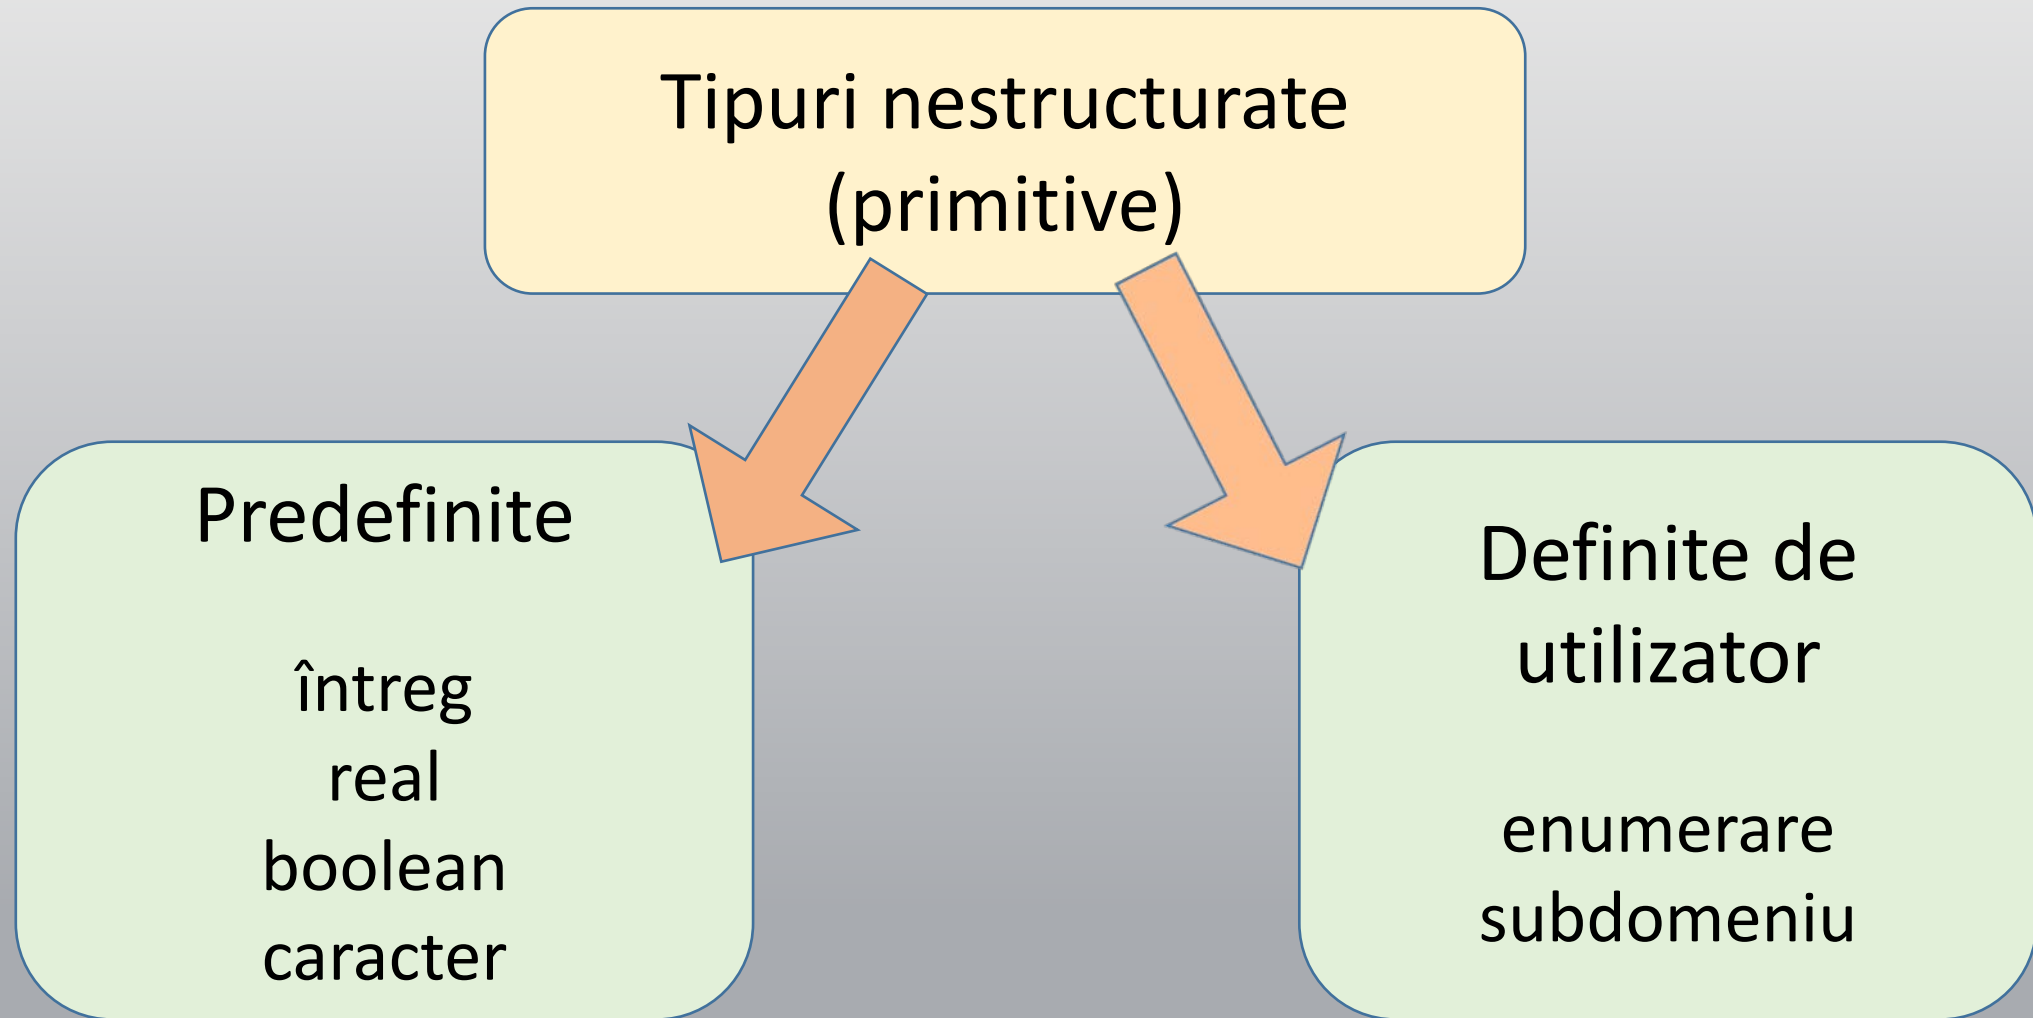 Tipuri nestructurate
(primitive)
Predefinite
întreg
real
boolean
caracter
Definite de
utilizator
enumerare
subdomeniu